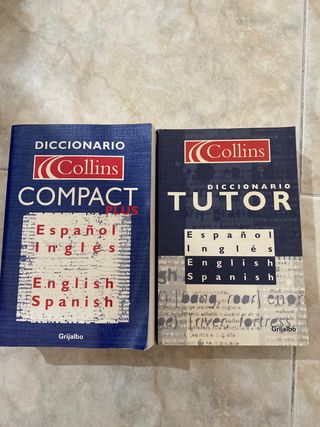 DICCIONARIO
Collins
COMPACT
PLUS
Español
Inglés
English
Spanish
Grijalbo
Collins
DICCIONARIO
TUTOR
Español
Inglés
English
Spanish
Grijalbo